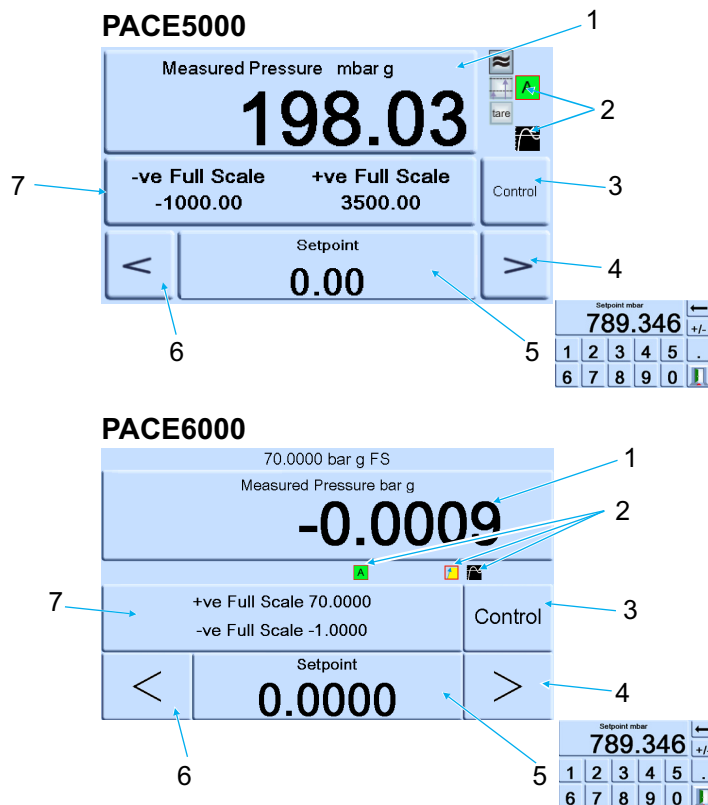 PACE5000
1
Measured Pressure mbar g
198.03
A
tare
2
-ve Full Scale +ve Full Scale
-1000.00 3500.00
Control
3
7
Setpoint
0.00
<
>
4
6
5
Setpoint mbar
789.346
+/-
1 2 3 4 5 .
6 7 8 9 0
PACE6000
70.0000 bar g FS
1
Measured Pressure bar g
-0.0009
2
A
7
+ve Full Scale 70.0000
-ve Full Scale -1.0000
Control
3
Setpoint
0.0000
<
>
4
6
5
Setpoint mbar
789.346
+/-
1 2 3 4 5 .
6 7 8 9 0